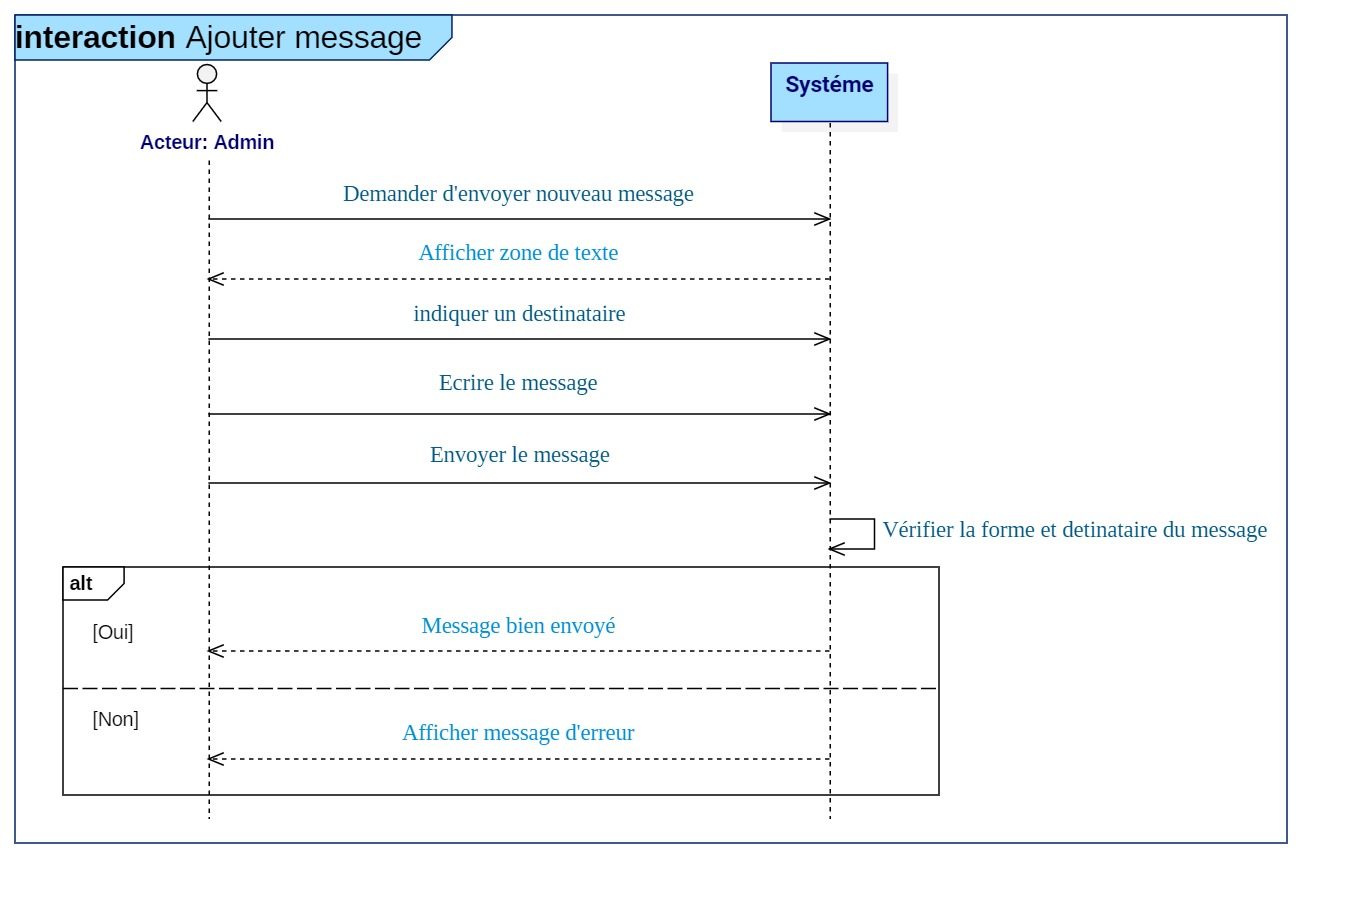 interaction Ajouter message
Acteur: Admin
Systéme
Demander d'envoyer nouveau message
Afficher zone de texte
indiquer un destinataire
Ecrire le message
Envoyer le message
Vérifier la forme et detinataire du message
alt
[Oui]
Message bien envoyé
[Non]
Afficher message d'erreur